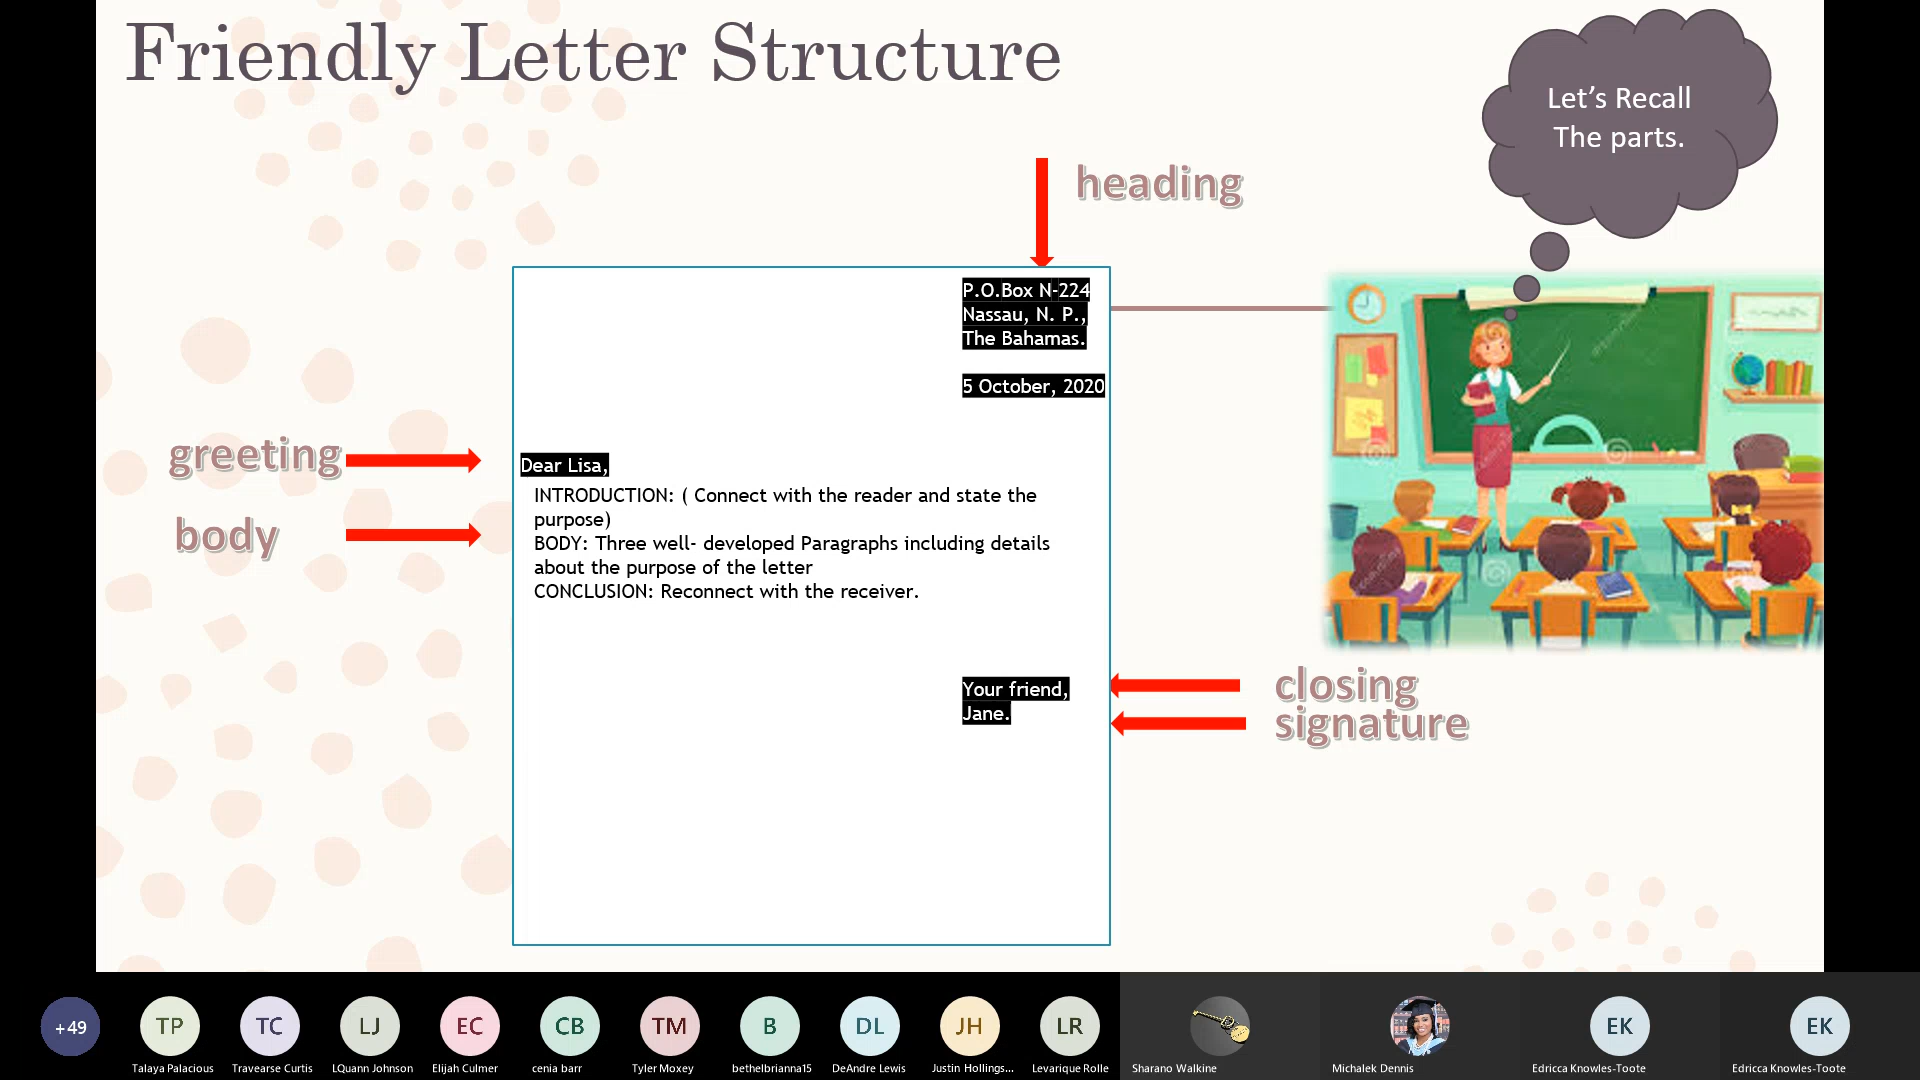 Friendly Letter Structure
Let’s Recall
The parts.
heading
P.O.Box N-224
Nassau, N. P.,
The Bahamas.
5 October, 2020
greeting
Dear Lisa,
INTRODUCTION: ( Connect with the reader and state the
purpose)
body
BODY: Three well- developed Paragraphs including details
about the purpose of the letter
CONCLUSION: Reconnect with the receiver.
Your friend,
Jane.
closing
signature
+49
TP
TC
LJ
EC
CB
TM
B
DL
JH
LR
EK
EK
Talaya Palacious
Travearse Curtis
LQuann Johnson
Elijah Culmer
cenia barr
Tyler Moxey
bethelbrianna15
DeAndre Lewis
Justin Hollings...
Levarique Rolle
Sharano Walkine
Michalek Dennis
Edricca Knowles-Toote
Edricca Knowles-Toote